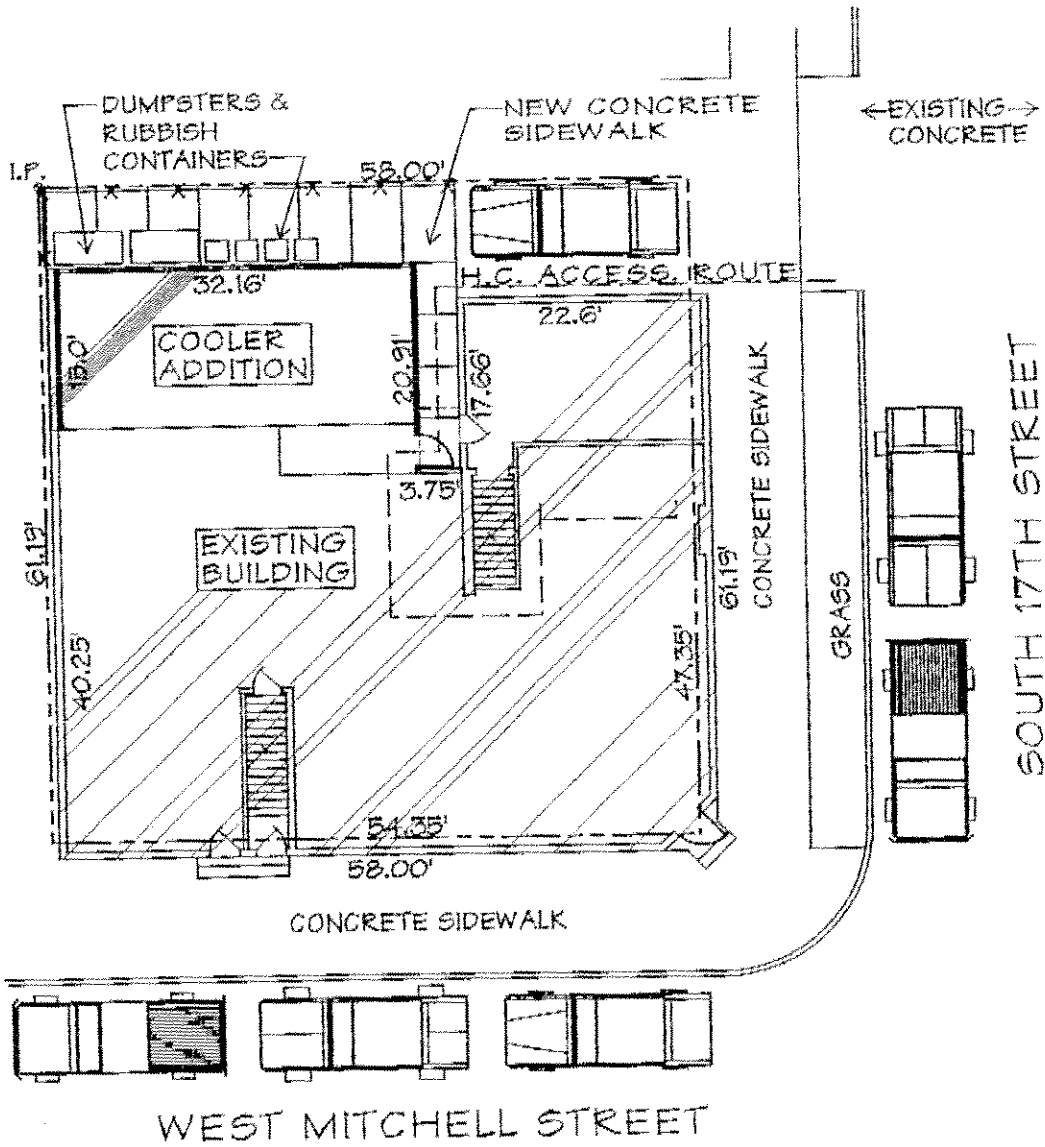 DUMPSTERS &
RUBBISH
CONTAINERS
NEW CONCRETE
SIDEWALK
EXISTING
CONCRETE
I.P.
58.00'
H.C. ACCESS. ROUTE
32.16'
22.6'
COOLER
ADDITION
15.0'
20.91'
17.66'
3.75'
EXISTING
BUILDING
61.19'
40.25'
61.19'
47.35'
CONCRETE SIDEWALK
GRASS
SOUTH 17TH STREET
54.35'
58.00'
CONCRETE SIDEWALK
WEST MITCHELL STREET